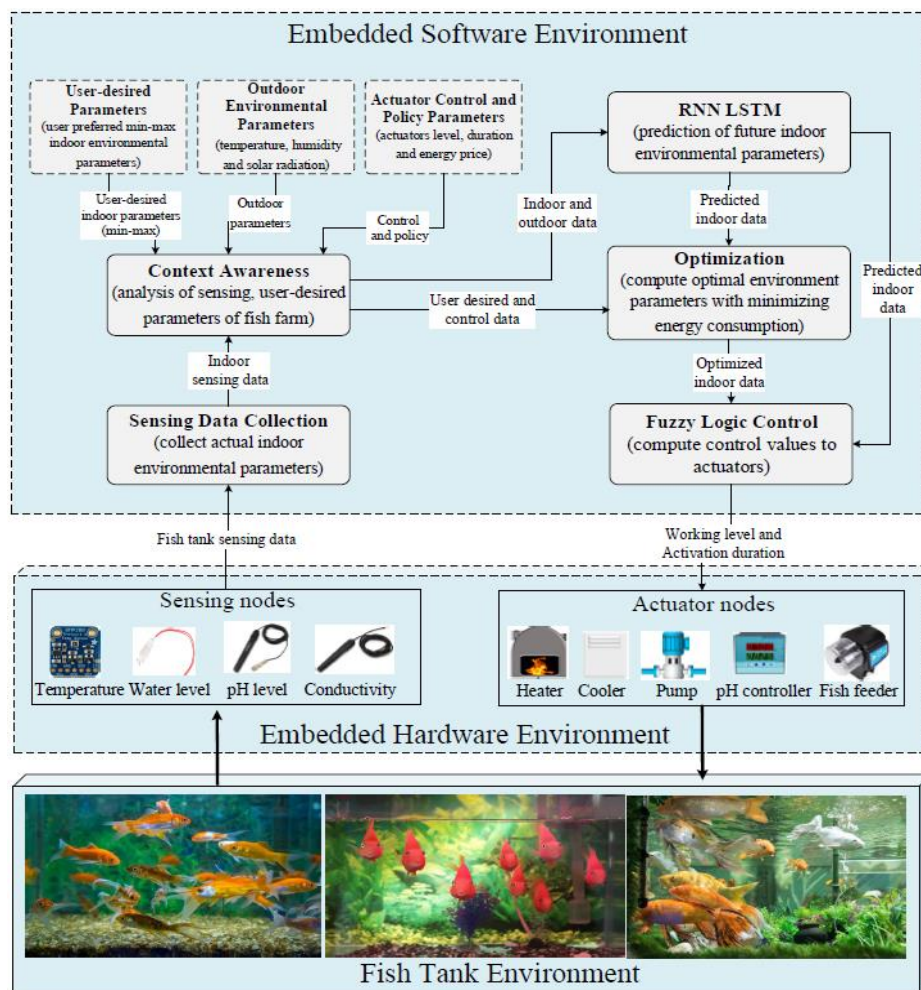 Embedded Software Environment
User-desired
Parameters
(user preferred min-max
indoor environmental
parameters)
Outdoor
Environmental
Parameters
(temperature, humidity
and solar radiation)
Actuator Control and
Policy Parameters
(actuators level, duration
and energy price)
RNN LSTM
(prediction of future indoor
environmental parameters)
User-desired
indoor parameters
(min-max)
Outdoor
parameters
Control
and policy
Indoor and
outdoor data
Predicted
indoor data
Context Awareness
(analysis of sensing, user-desired
parameters of fish farm)
Optimization
(compute optimal environment
parameters with minimizing
energy consumption)
Predicted
indoor
data
User desired and
control data
Indoor
sensing data
Optimized
indoor data
Sensing Data Collection
(collect actual indoor
environmental parameters)
Fuzzy Logic Control
(compute control values to
actuators)
Fish tank sensing data
Working level and
Activation duration
Sensing nodes
Temperature
Water level
pH level
Conductivity
Actuator nodes
Heater
Cooler
Pump
pH controller
Fish feeder
Embedded Hardware Environment
Fish Tank Environment